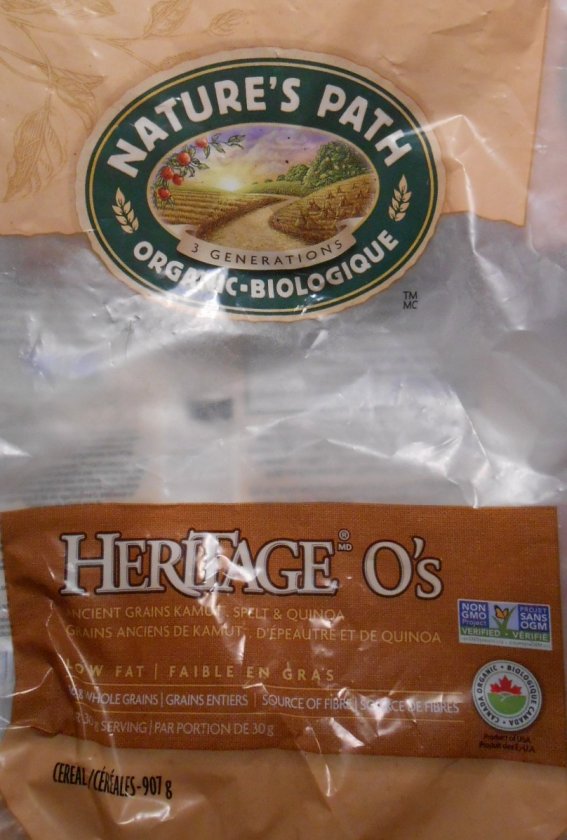 NATURE'S PATH
3 GENERATIONS
ORGANIC•BIOLOGIQUE
TM
MC
HERITAGE® MD O's
ANCIENT GRAINS KAMUT, SPELT & QUINOA
GRAINS ANCIENS DE KAMUT, D'ÉPEAUTRE ET DE QUINOA
LOW FAT | FAIBLE EN GRAS
WHOLE GRAINS | GRAINS ENTIERS | SOURCE OF FIBRE | SOURCE DE FIBRES
30 g SERVING / PAR PORTION DE 30 g
NON
GMO
Project
VERIFIED
PROJET
SANS
OGM
VÉRIFIÉ
CANADA ORGANIC • BIOLOGIQUE CANADA •
Product of USA
Produit des É.-U.A.
CEREAL/CÉRÉALES-907 g